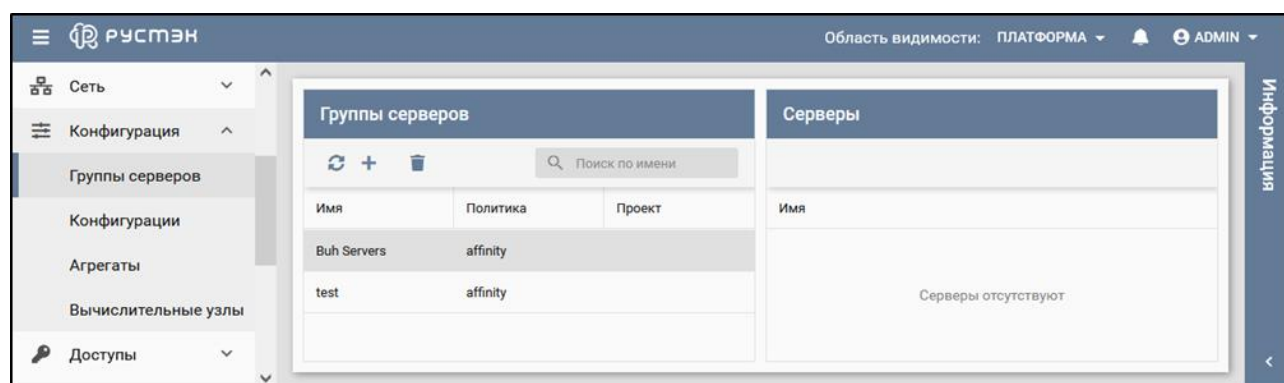 РУСТЭК
Область видимости: ПЛАТФОРМА ADMIN
Сеть
Конфигурация
Группы серверов
Конфигурации
Агрегаты
Вычислительные узлы
Доступы
Группы серверов
Поиск по имени
Имя Политика Проект
Buh Servers affinity
test affinity
Серверы
Имя
Серверы отсутствуют
Информация